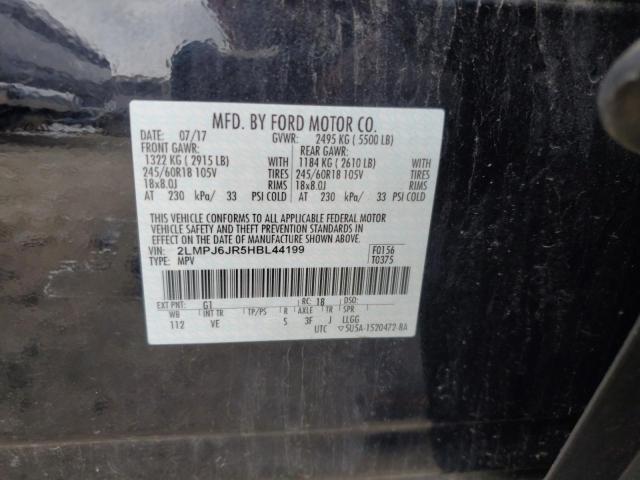 MFD. BY FORD MOTOR CO.
DATE: 07/17 GVWR: 2495 KG ( 5500 LB)
FRONT GAWR: REAR GAWR:
1322 KG ( 2915 LB) WITH 1184 KG ( 2610 LB) WITH
245/60R18 105V TIRES 245/60R18 105V TIRES
18x8.0J RIMS 18x8.0J RIMS
AT 230 kPa/ 33 PSI COLD AT 230 kPa/ 33 PSI COLD
THIS VEHICLE CONFORMS TO ALL APPLICABLE FEDERAL MOTOR
VEHICLE SAFETY AND THEFT PREVENTION STANDARDS IN
EFFECT ON THE DATE OF MANUFACTURE SHOWN ABOVE.
VIN: 2LMPJ6JR5HBL44199 F0156
TYPE: MPV T0375
EXT PNT: G1 RC: 18 DSO:
WB INT TR TP/PS R AXLE TR SPR
112 VE S 3F J LLGG
UTC 5U5A-1520472-BA